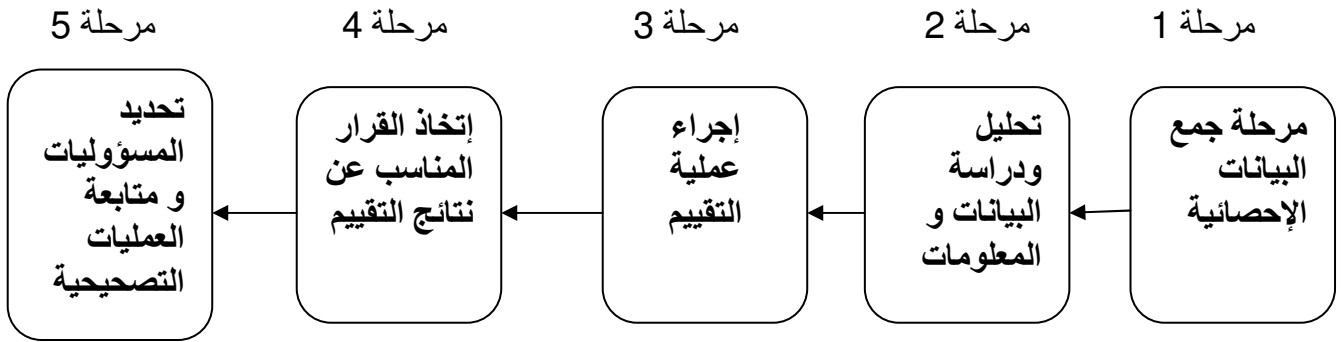 مرحلة 1
مرحلة 2
مرحلة 3
مرحلة 4
مرحلة 5
مرحلة جمع
البيانات
الإحصائية
تحليل
ودراسة
البيانات و
المعلومات
إجراء
عملية
التقييم
إتخاذ القرار
المناسب عن
نتائج التقييم
تحديد
المسؤوليات
و متابعة
العمليات
التصحيحية